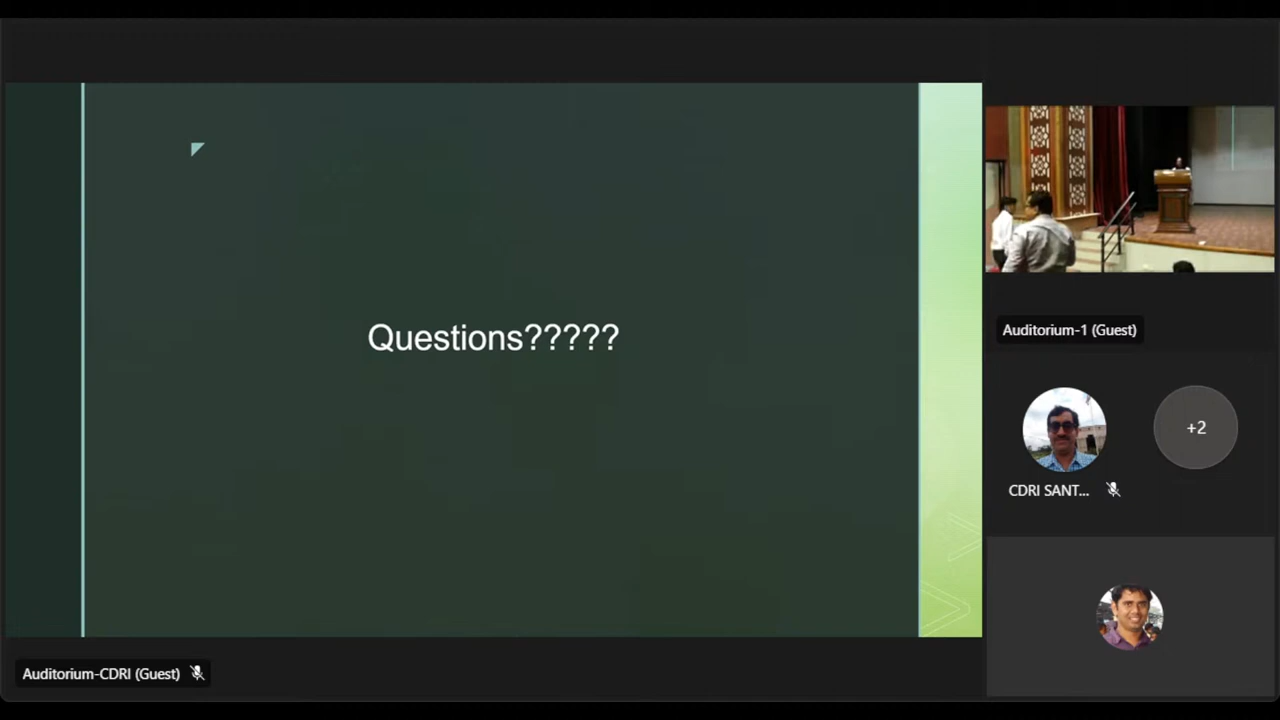 Questions?????
Auditorium-1 (Guest)
CDRI SANT...
+2
Auditorium-CDRI (Guest)